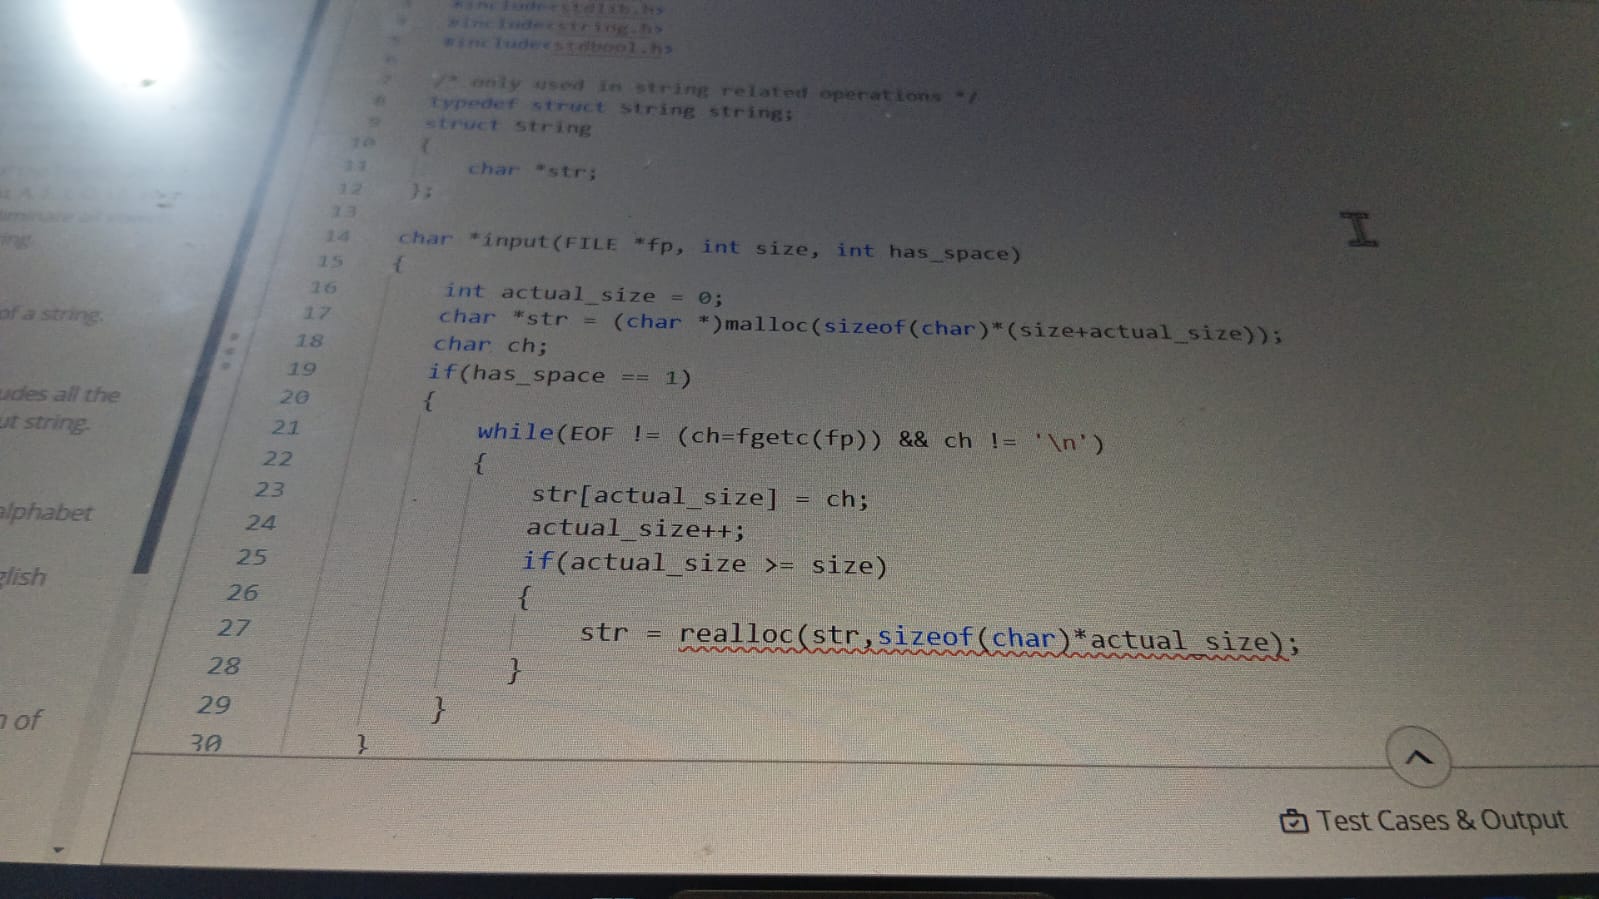 #include<stdlib.h>
#include<string.h>
#include<stdbool.h>
7 /* only used in string related operations */
8 typedef struct String string;
9 struct String
10 {
11 char *str;
12 };
13
14 char *input(FILE *fp, int size, int has_space)
15 {
16 int actual_size = 0;
17 char *str = (char *)malloc(sizeof(char)*(size+actual_size));
18 char ch;
19 if(has_space == 1)
20 {
21 while(EOF != (ch=fgetc(fp)) && ch != '\n')
22 {
23 str[actual_size] = ch;
24 actual_size++;
25 if(actual_size >= size)
26 {
27 str = realloc(str,sizeof(char)*actual_size);
28 }
29 }
30 }
of a string.
udes all the
ut string.
alphabet
glish
n of
Test Cases & Output